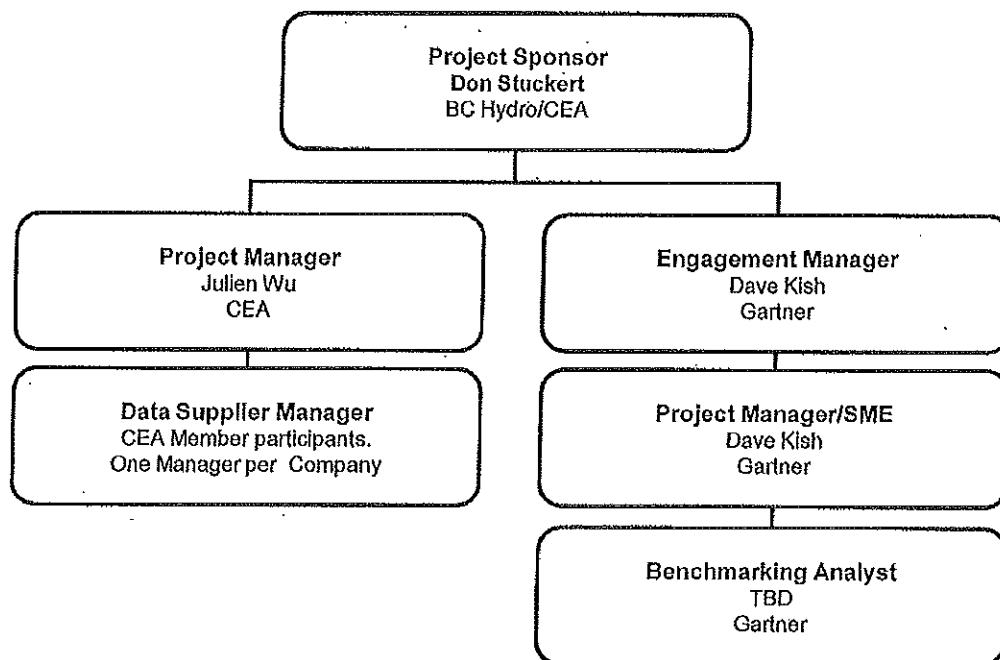 Project Sponsor
Don Stuckert
BC Hydro/CEA
Project Manager
Julien Wu
CEA
Data Supplier Manager
CEA Member participants.
One Manager per Company
Engagement Manager
Dave Kish
Gartner
Project Manager/SME
Dave Kish
Gartner
Benchmarking Analyst
TBD
Gartner